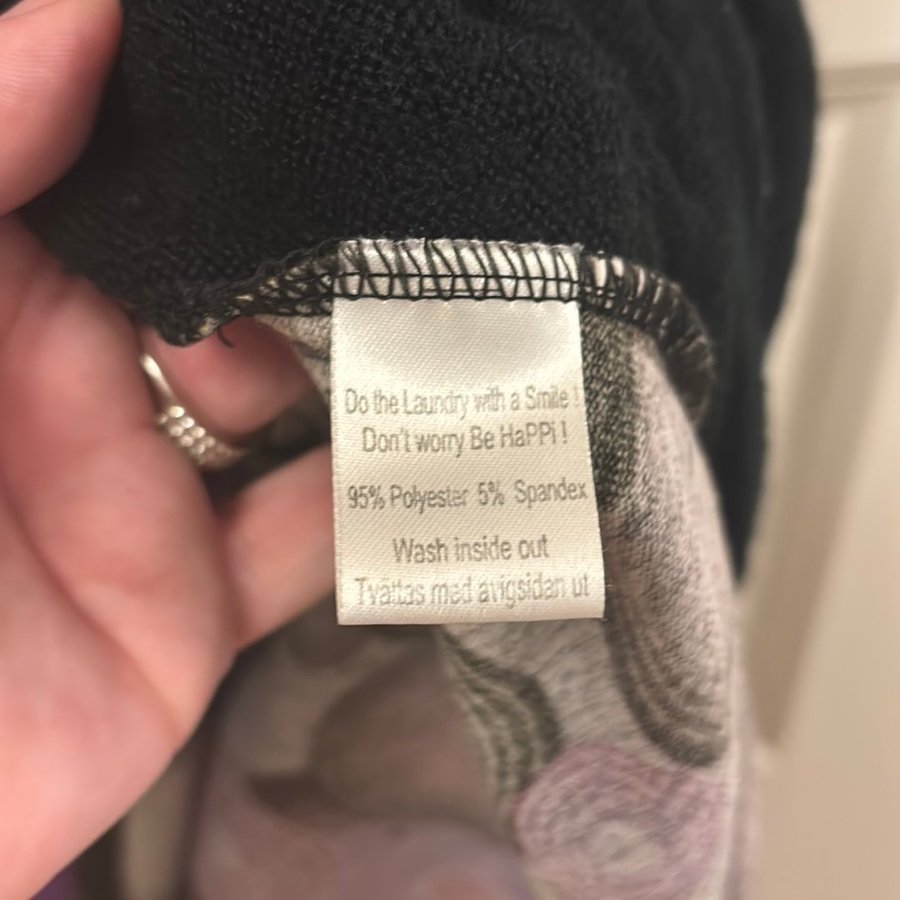 Do the Laundry with a Smile !
Don't worry Be HaPPi !
95% Polyester 5% Spandex
Wash inside out
Tvättas med avigsidan ut